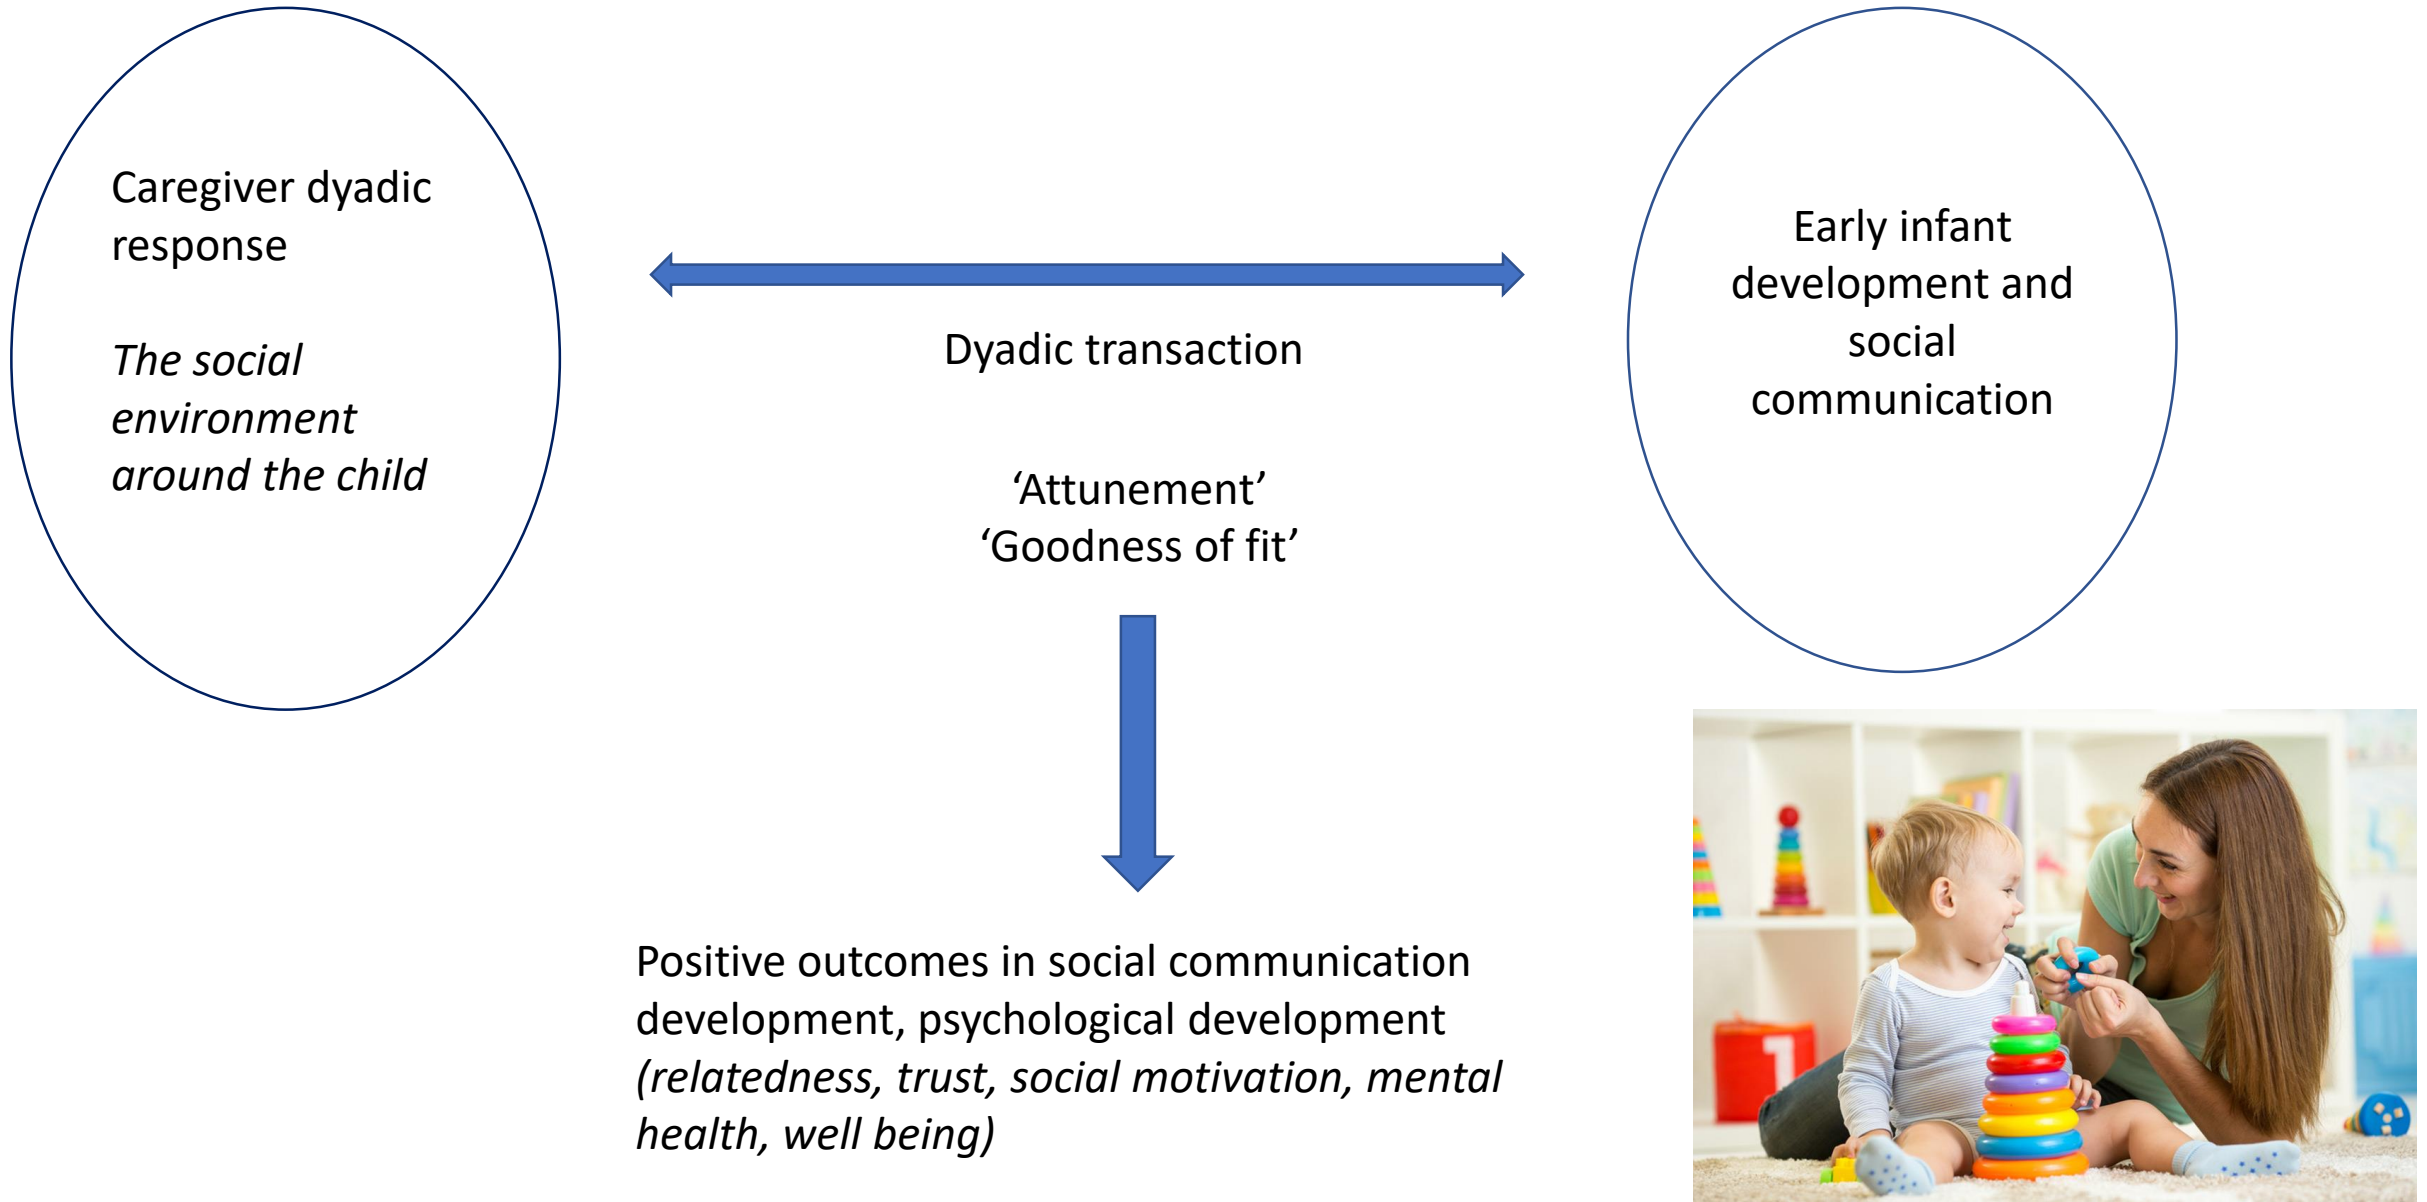 Caregiver dyadic
response
The social
environment
around the child
Dyadic transaction
‘Attunement’
‘Goodness of fit’
Early infant
development and
social
communication
Positive outcomes in social communication
development, psychological development
(relatedness, trust, social motivation, mental
health, well being)
1